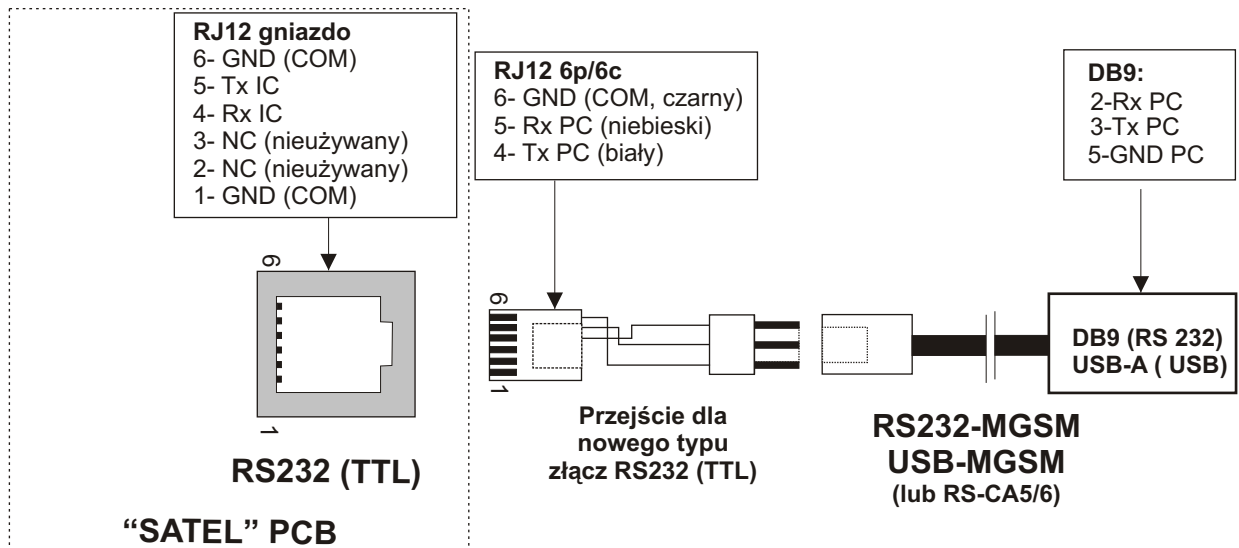 RJ12 gniazdo
6- GND (COM)
5- Tx IC
4- Rx IC
3- NC (nieużywany)
2- NC (nieużywany)
1- GND (COM)
RJ12 6p/6c
6- GND (COM, czarny)
5- Rx PC (niebieski)
4- Tx PC (biały)
DB9:
2-Rx PC
3-Tx PC
5-GND PC
6
1
RS232 (TTL)
“SATEL” PCB
6
1
Przejście dla
nowego typu
złącz RS232 (TTL)
DB9 (RS 232)
USB-A ( USB)
RS232-MGSM
USB-MGSM
(lub RS-CA5/6)